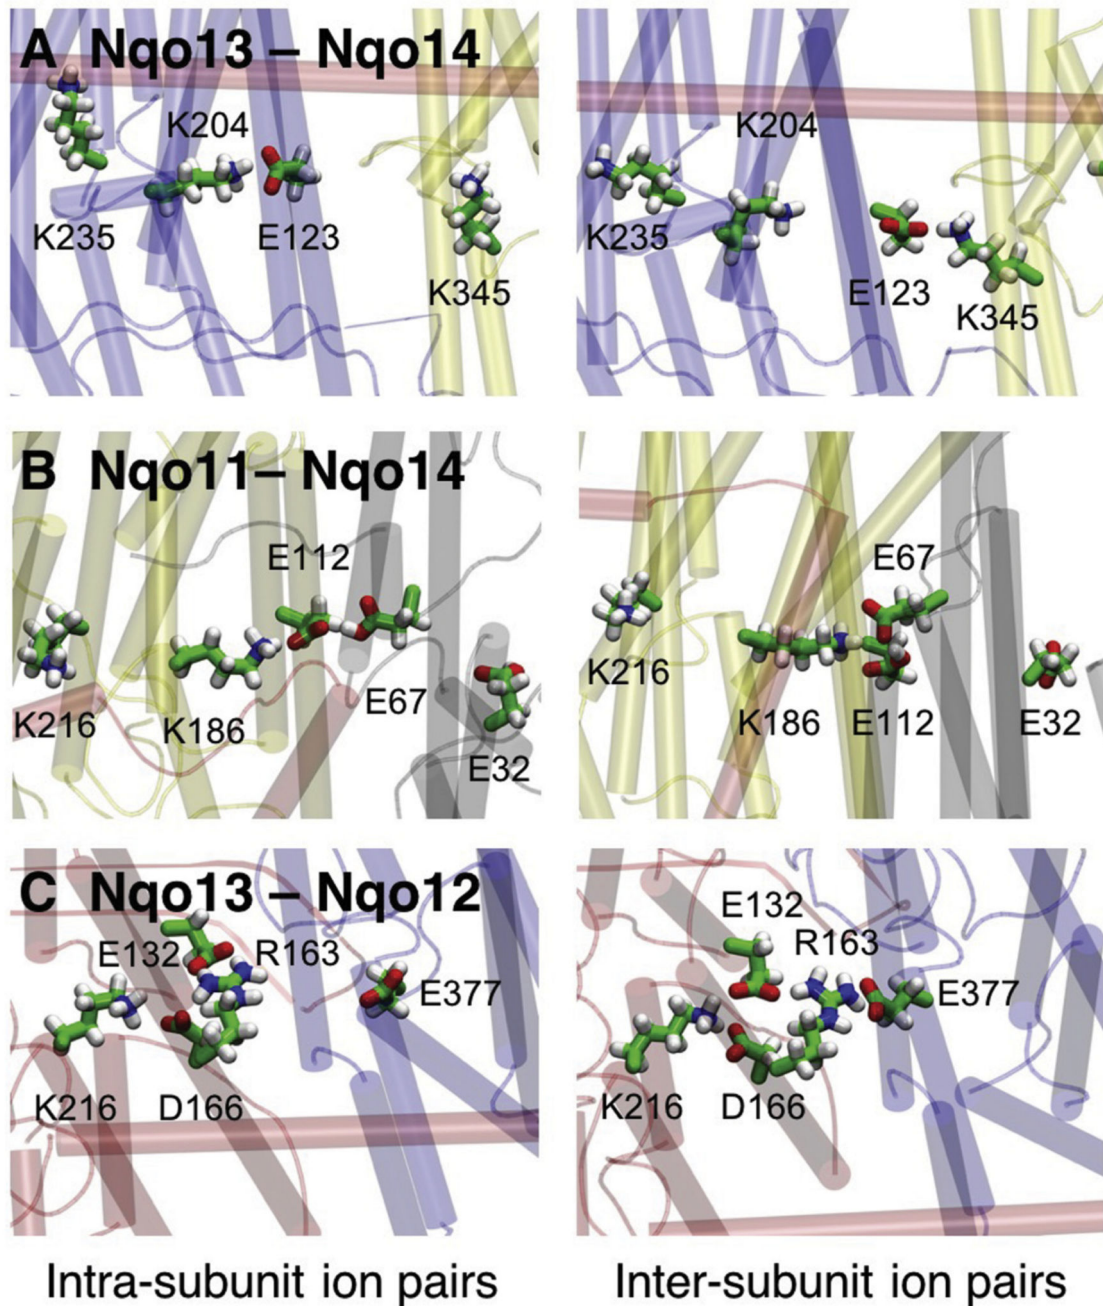 A Nqo13 – Nqo14
K204
K235
E123
K345
K204
K235
E123
K345
B Nqo11– Nqo14
E112
K216
K186
E67
E32
E67
K216
K186
E112
E32
C Nqo13 – Nqo12
E132
R163
E377
K216
D166
E132
R163
E377
K216
D166
Intra-subunit ion pairs
Inter-subunit ion pairs